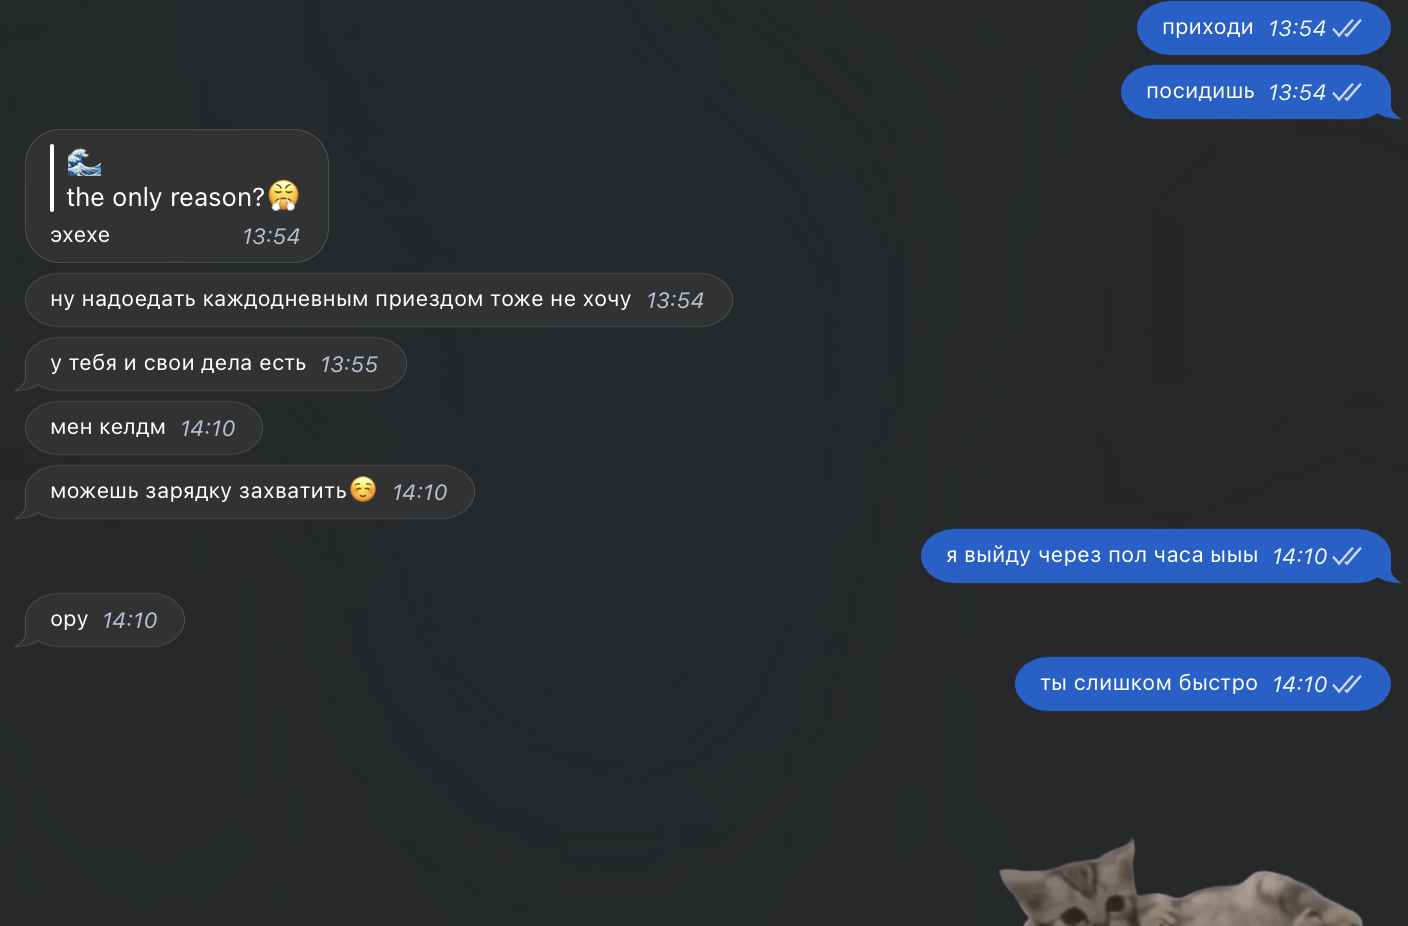 приходи 13:54
посидишь 13:54
🌊
the only reason?😤
эхехе 13:54
ну надоедать каждодневным приездом тоже не хочу 13:54
у тебя и свои дела есть 13:55
мен келдм 14:10
можешь зарядку захватить☺️ 14:10
я выйду через пол часа ыыы 14:10
ору 14:10
ты слишком быстро 14:10